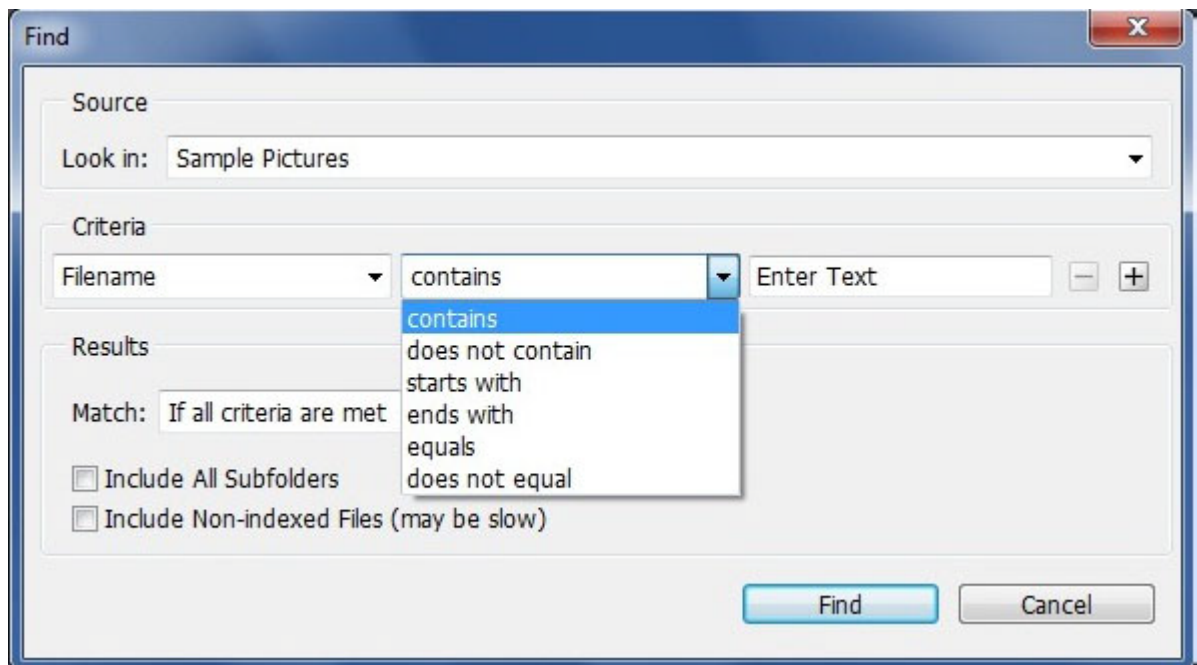 Find
Source
Look in: Sample Pictures
Criteria
Filename contains Enter Text
contains
does not contain
starts with
ends with
equals
does not equal
Results
Match: If all criteria are met
Include All Subfolders
Include Non-indexed Files (may be slow)
Find Cancel